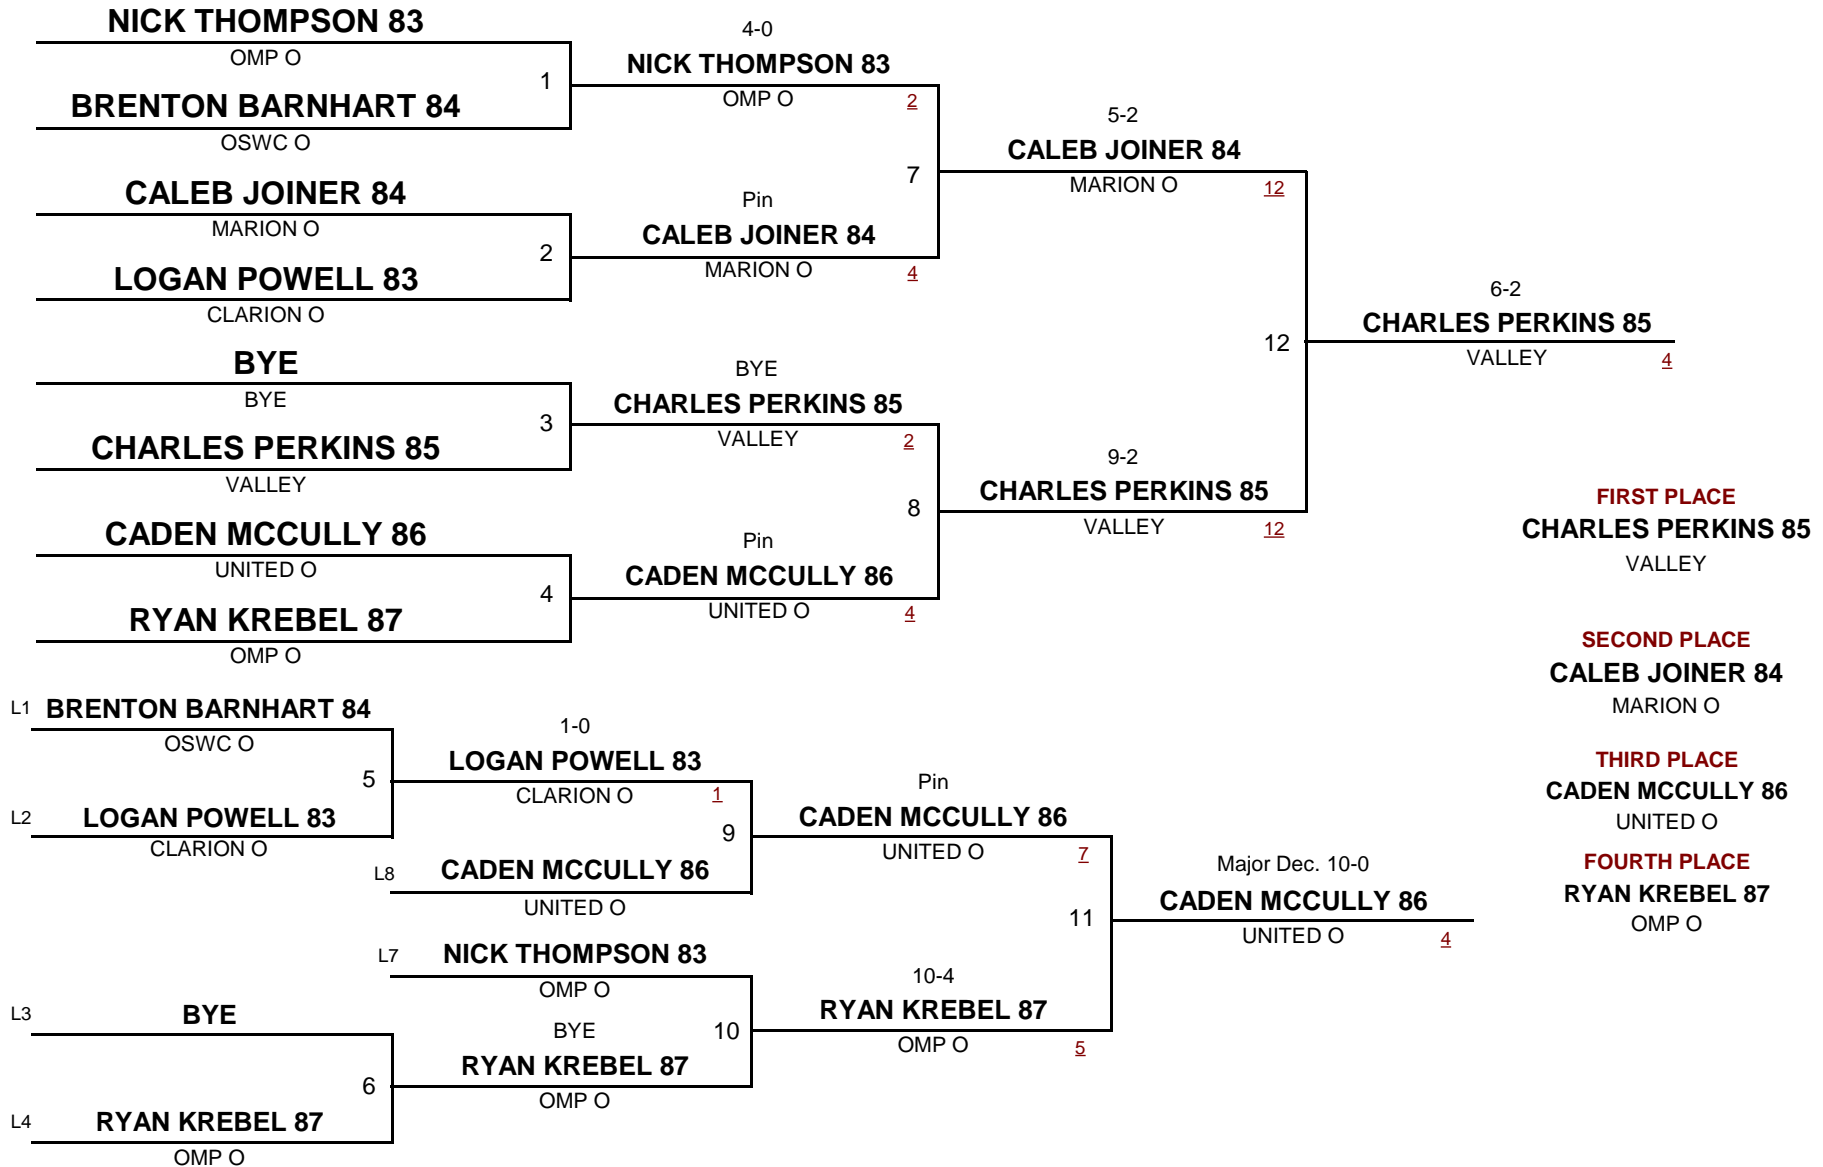 NICK THOMPSON 83
OMP O
1
BRENTON BARNHART 84
OSWC O
CALEB JOINER 84
MARION O
2
LOGAN POWELL 83
CLARION O
BYE
BYE
3
CHARLES PERKINS 85
VALLEY
CADEN MCCULLY 86
UNITED O
4
RYAN KREBEL 87
OMP O
4-0
NICK THOMPSON 83
OMP O 2
7
Pin
CALEB JOINER 84
MARION O 4
BYE
CHARLES PERKINS 85
VALLEY 2
8
Pin
CADEN MCCULLY 86
UNITED O 4
5-2
CALEB JOINER 84
MARION O 12
12
9-2
CHARLES PERKINS 85
VALLEY 12
6-2
CHARLES PERKINS 85
VALLEY 4
L1 BRENTON BARNHART 84
OSWC O
5
L2 LOGAN POWELL 83
CLARION O
L3 BYE
6
L4 RYAN KREBEL 87
OMP O
1-0
LOGAN POWELL 83
CLARION O 1
9
L8 CADEN MCCULLY 86
UNITED O
L7 NICK THOMPSON 83
OMP O
10
BYE
RYAN KREBEL 87
OMP O
Pin
CADEN MCCULLY 86
UNITED O 7
11
10-4
RYAN KREBEL 87
OMP O 5
Major Dec. 10-0
CADEN MCCULLY 86
UNITED O 4
FIRST PLACE
CHARLES PERKINS 85
VALLEY
SECOND PLACE
CALEB JOINER 84
MARION O
THIRD PLACE
CADEN MCCULLY 86
UNITED O
FOURTH PLACE
RYAN KREBEL 87
OMP O